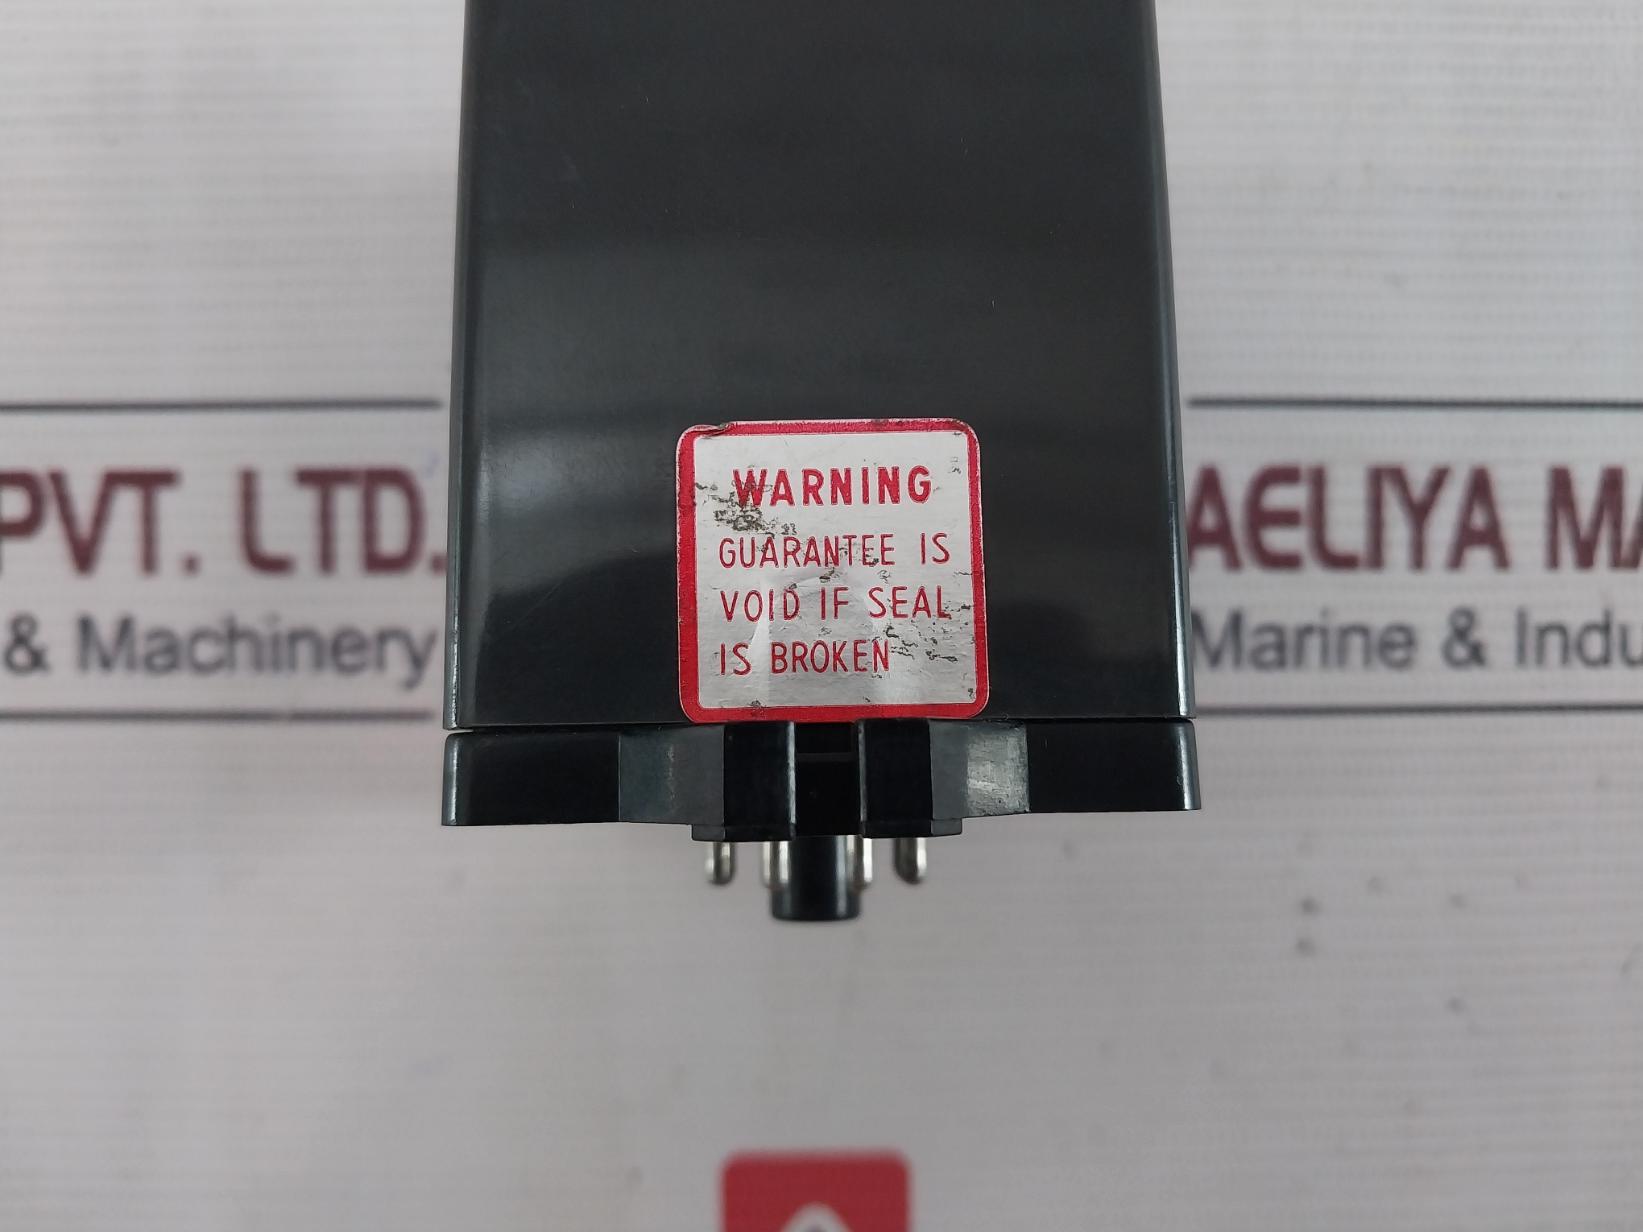 PVT. LTD.
& Machinery
WARNING
GUARANTEE IS
VOID IF SEAL
IS BROKEN
AELIYA MA
Marine & Indu